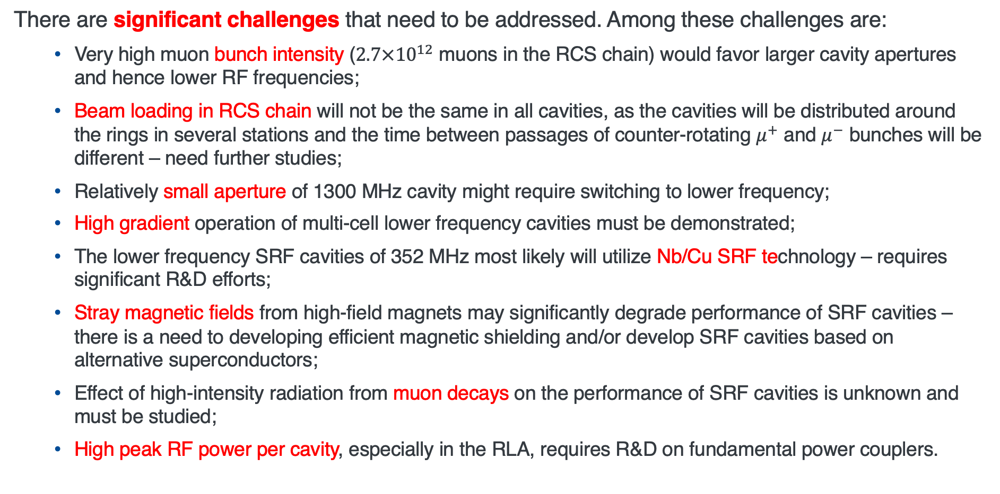 There are significant challenges that need to be addressed. Among these challenges are:
• Very high muon bunch intensity (2.7×10¹² muons in the RCS chain) would favor larger cavity apertures
and hence lower RF frequencies;
• Beam loading in RCS chain will not be the same in all cavities, as the cavities will be distributed around
the rings in several stations and the time between passages of counter-rotating μ⁺ and μ⁻ bunches will be
different – need further studies;
• Relatively small aperture of 1300 MHz cavity might require switching to lower frequency;
• High gradient operation of multi-cell lower frequency cavities must be demonstrated;
• The lower frequency SRF cavities of 352 MHz most likely will utilize Nb/Cu SRF technology – requires
significant R&D efforts;
• Stray magnetic fields from high-field magnets may significantly degrade performance of SRF cavities –
there is a need to developing efficient magnetic shielding and/or develop SRF cavities based on
alternative superconductors;
• Effect of high-intensity radiation from muon decays on the performance of SRF cavities is unknown and
must be studied;
• High peak RF power per cavity, especially in the RLA, requires R&D on fundamental power couplers.